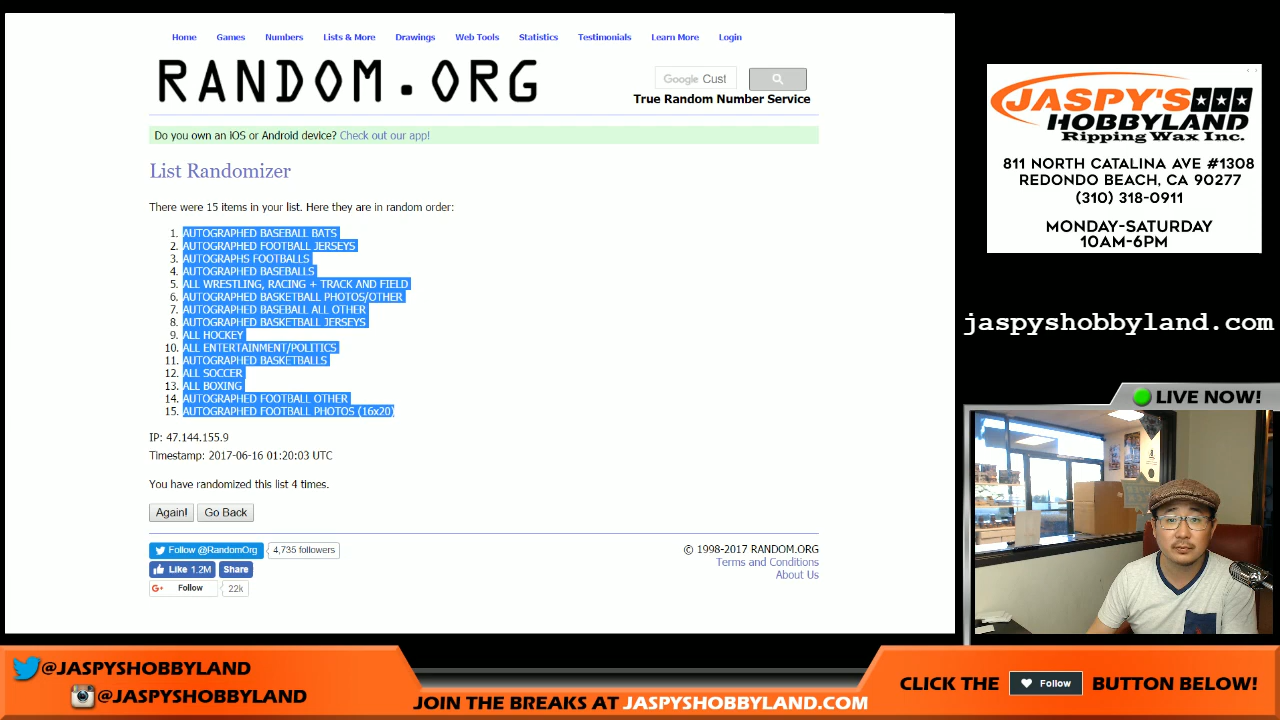 Home Games Numbers Lists & More Drawings Web Tools Statistics Testimonials Learn More Login
RANDOM.ORG
Google Cust
True Random Number Service
Do you own an iOS or Android device? Check out our app!
List Randomizer
There were 15 items in your list. Here they are in random order:
1. AUTOGRAPHED BASEBALL BATS
2. AUTOGRAPHED FOOTBALL JERSEYS
3. AUTOGRAPHS FOOTBALLS
4. AUTOGRAPHED BASEBALLS
5. ALL WRESTLING, RACING + TRACK AND FIELD
6. AUTOGRAPHED BASKETBALL PHOTOS/OTHER
7. AUTOGRAPHED BASEBALL ALL OTHER
8. AUTOGRAPHED BASKETBALL JERSEYS
9. ALL HOCKEY
10. ALL ENTERTAINMENT/POLITICS
11. AUTOGRAPHED BASKETBALLS
12. ALL SOCCER
13. ALL BOXING
14. AUTOGRAPHED FOOTBALL OTHER
15. AUTOGRAPHED FOOTBALL PHOTOS (16x20)
IP: 47.144.155.9
Timestamp: 2017-06-16 01:20:03 UTC
You have randomized this list 4 times.
Again! Go Back
Follow @RandomOrg 4,735 followers
Like 1.2M Share
G+ Follow 22k
© 1998-2017 RANDOM.ORG
Terms and Conditions
About Us
JASPY'S
HOBBYLAND
Ripping Wax Inc.
811 NORTH CATALINA AVE #1308
REDONDO BEACH, CA 90277
(310) 318-0911
MONDAY-SATURDAY
10AM-6PM
jaspyshobbyland.com
LIVE NOW!
@JASPYSHOBBYLAND
@JASPYSHOBBYLAND
JOIN THE BREAKS AT JASPYSHOBBYLAND.COM
CLICK THE Follow BUTTON BELOW!